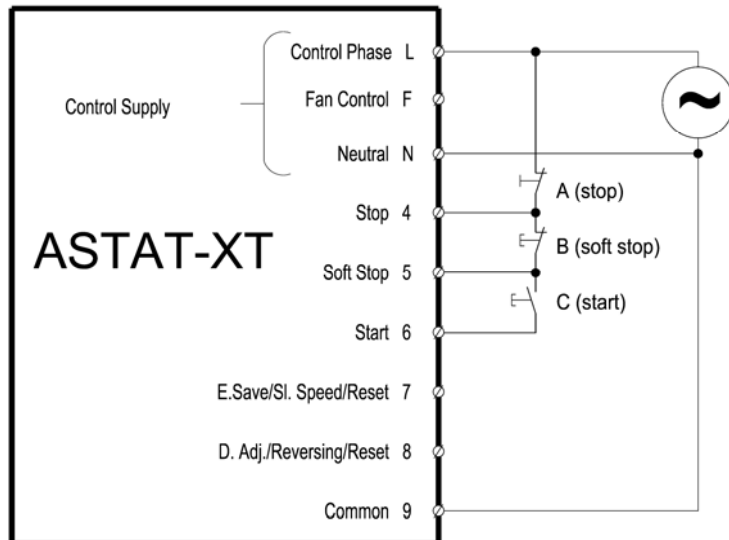 Control Phase L
Control Supply
Fan Control F
Neutral N
A (stop)
Stop 4
ASTAT-XT
B (soft stop)
Soft Stop 5
C (start)
Start 6
E.Save/Sl. Speed/Reset 7
D. Adj./Reversing/Reset 8
Common 9